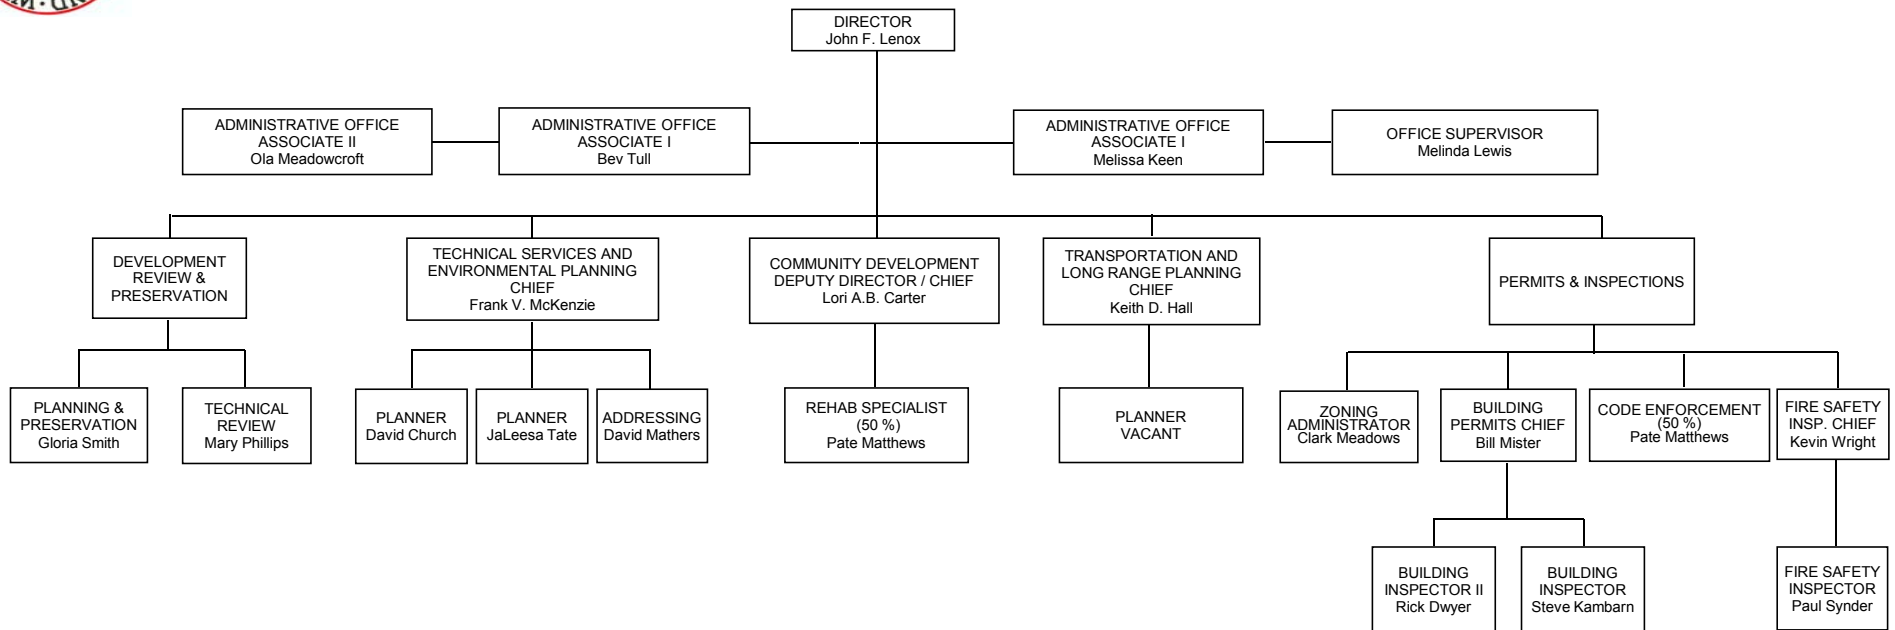 DIRECTOR
John F. Lenox
ADMINISTRATIVE OFFICE
ASSOCIATE II
Ola Meadowcroft
ADMINISTRATIVE OFFICE
ASSOCIATE I
Bev Tull
ADMINISTRATIVE OFFICE
ASSOCIATE I
Melissa Keen
OFFICE SUPERVISOR
Melinda Lewis
DEVELOPMENT
REVIEW &
PRESERVATION
TECHNICAL SERVICES AND
ENVIRONMENTAL PLANNING
CHIEF
Frank V. McKenzie
COMMUNITY DEVELOPMENT
DEPUTY DIRECTOR / CHIEF
Lori A.B. Carter
TRANSPORTATION AND
LONG RANGE PLANNING
CHIEF
Keith D. Hall
PERMITS & INSPECTIONS
PLANNING &
PRESERVATION
Gloria Smith
TECHNICAL
REVIEW
Mary Phillips
PLANNER
David Church
PLANNER
JaLeesa Tate
ADDRESSING
David Mathers
REHAB SPECIALIST
(50 %)
Pate Matthews
PLANNER
VACANT
ZONING
ADMINISTRATOR
Clark Meadows
BUILDING
PERMITS CHIEF
Bill Mister
CODE ENFORCEMENT
(50 %)
Pate Matthews
FIRE SAFETY
INSP. CHIEF
Kevin Wright
BUILDING
INSPECTOR II
Rick Dwyer
BUILDING
INSPECTOR
Steve Kambarn
FIRE SAFETY
INSPECTOR
Paul Synder